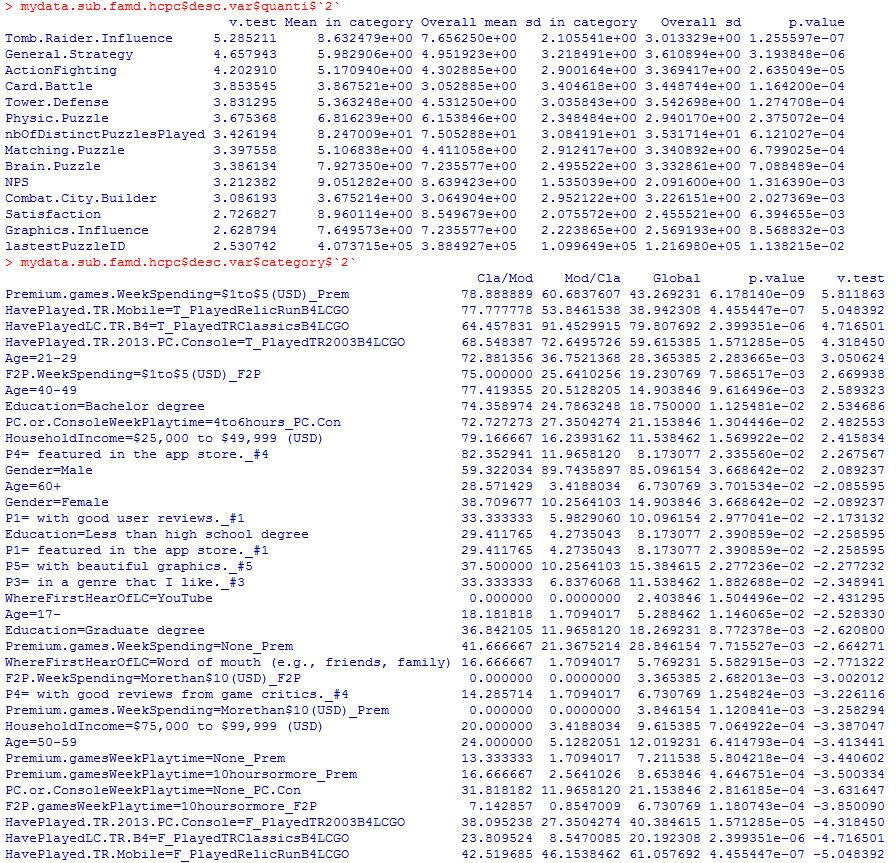 > mydata.sub.famd.hcpc$desc.var$quanti$`2`
v.test Mean in category Overall mean sd in category Overall sd p.value
Tomb.Raider.Influence 5.285211 8.632479e+00 7.656250e+00 2.105541e+00 3.013329e+00 1.255597e-07
General.Strategy 4.657943 5.982906e+00 4.951923e+00 3.218491e+00 3.610894e+00 3.193848e-06
ActionFighting 4.202910 5.170940e+00 4.302885e+00 2.900164e+00 3.369417e+00 2.635049e-05
Card.Battle 3.853545 3.867521e+00 3.052885e+00 3.404618e+00 3.448744e+00 1.164200e-04
Tower.Defense 3.831295 5.363248e+00 4.531250e+00 3.035843e+00 3.542698e+00 1.274708e-04
Physic.Puzzle 3.675368 6.816239e+00 6.153846e+00 2.348484e+00 2.940170e+00 2.375072e-04
nbOfDistinctPuzzlesPlayed 3.426194 8.247009e+01 7.505288e+01 3.084191e+01 3.531714e+01 6.121027e-04
Matching.Puzzle 3.397558 5.106838e+00 4.411058e+00 2.912417e+00 3.340892e+00 6.799025e-04
Brain.Puzzle 3.386134 7.927350e+00 7.235577e+00 2.495522e+00 3.332861e+00 7.088489e-04
NPS 3.212382 9.051282e+00 8.639423e+00 1.535039e+00 2.091600e+00 1.316390e-03
Combat.City.Builder 3.086193 3.675214e+00 3.064904e+00 2.952122e+00 3.226151e+00 2.027369e-03
Satisfaction 2.726827 8.960114e+00 8.549679e+00 2.075572e+00 2.455521e+00 6.394655e-03
Graphics.Influence 2.628794 7.649573e+00 7.235577e+00 2.223865e+00 2.569193e+00 8.568832e-03
lastestPuzzleID 2.530742 4.073715e+05 3.884927e+05 1.099649e+05 1.216980e+05 1.138215e-02
> mydata.sub.famd.hcpc$desc.var$category$`2`
Cla/Mod Mod/Cla Global p.value v.test
Premium.games.WeekSpending=$1to$5(USD)_Prem 78.888889 60.6837607 43.269231 6.178140e-09 5.811863
HavePlayed.TR.Mobile=T_PlayedRelicRunB4LCGO 77.777778 53.8461538 38.942308 4.455447e-07 5.048392
HavePlayedLC.TR.B4=T_PlayedTRClassicsB4LCGO 64.457831 91.4529915 79.807692 2.399351e-06 4.716501
HavePlayed.TR.2013.PC.Console=T_PlayedTR2003B4LCGO 68.548387 72.6495726 59.615385 1.571285e-05 4.318450
Age=21-29 72.881356 36.7521368 28.365385 2.283665e-03 3.050624
F2P.WeekSpending=$1to$5(USD)_F2P 75.000000 25.6410256 19.230769 7.586517e-03 2.669938
Age=40-49 77.419355 20.5128205 14.903846 9.616496e-03 2.589323
Education=Bachelor degree 74.358974 24.7863248 18.750000 1.125481e-02 2.534686
PC.or.ConsoleWeekPlaytime=4to6hours_PC.Con 72.727273 27.3504274 21.153846 1.304446e-02 2.482553
HouseholdIncome=$25,000 to $49,999 (USD) 79.166667 16.2393162 11.538462 1.569922e-02 2.415834
P4= featured in the app store._#4 82.352941 11.9658120 8.173077 2.335560e-02 2.267567
Gender=Male 59.322034 89.7435897 85.096154 3.668642e-02 2.089237
Age=60+ 28.571429 3.4188034 6.730769 3.701534e-02 -2.085595
Gender=Female 38.709677 10.2564103 14.903846 3.668642e-02 -2.089237
P1= with good user reviews._#1 33.333333 5.9829060 10.096154 2.977041e-02 -2.173132
Education=Less than high school degree 29.411765 4.2735043 8.173077 2.390859e-02 -2.258595
P1= featured in the app store._#1 29.411765 4.2735043 8.173077 2.390859e-02 -2.258595
P5= with beautiful graphics._#5 37.500000 10.2564103 15.384615 2.277236e-02 -2.277232
P3= in a genre that I like._#3 33.333333 6.8376068 11.538462 1.882688e-02 -2.348941
WhereFirstHearOfLC=YouTube 0.000000 0.0000000 2.403846 1.504496e-02 -2.431295
Age=17- 18.181818 1.7094017 5.288462 1.146065e-02 -2.528330
Education=Graduate degree 36.842105 11.9658120 18.269231 8.772378e-03 -2.620800
Premium.games.WeekSpending=None_Prem 41.666667 21.3675214 28.846154 7.715527e-03 -2.664271
WhereFirstHearOfLC=Word of mouth (e.g., friends, family) 16.666667 1.7094017 5.769231 5.582915e-03 -2.771322
F2P.WeekSpending=Morethan$10(USD)_F2P 0.000000 0.0000000 3.365385 2.682013e-03 -3.002012
P4= with good reviews from game critics._#4 14.285714 1.7094017 6.730769 1.254824e-03 -3.226116
Premium.games.WeekSpending=Morethan$10(USD)_Prem 0.000000 0.0000000 3.846154 1.120841e-03 -3.258294
HouseholdIncome=$75,000 to $99,999 (USD) 20.000000 3.4188034 9.615385 7.064922e-04 -3.387047
Age=50-59 24.000000 5.1282051 12.019231 6.414793e-04 -3.413441
Premium.gamesWeekPlaytime=None_Prem 13.333333 1.7094017 7.211538 5.804218e-04 -3.440602
Premium.gamesWeekPlaytime=10hoursormore_Prem 16.666667 2.5641026 8.653846 4.646751e-04 -3.500334
PC.or.ConsoleWeekPlaytime=None_PC.Con 31.818182 11.9658120 21.153846 2.816185e-04 -3.631647
F2P.gamesWeekPlaytime=10hoursormore_F2P 7.142857 0.8547009 6.730769 1.180743e-04 -3.850090
HavePlayed.TR.2013.PC.Console=F_PlayedTR2003B4LCGO 38.095238 27.3504274 40.384615 1.571285e-05 -4.318450
HavePlayedLC.TR.B4=F_PlayedTRClassicsB4LCGO 23.809524 8.5470085 20.192308 2.399351e-06 -4.716501
HavePlayed.TR.Mobile=F_PlayedRelicRunB4LCGO 42.519685 46.1538462 61.057692 4.455447e-07 -5.048392